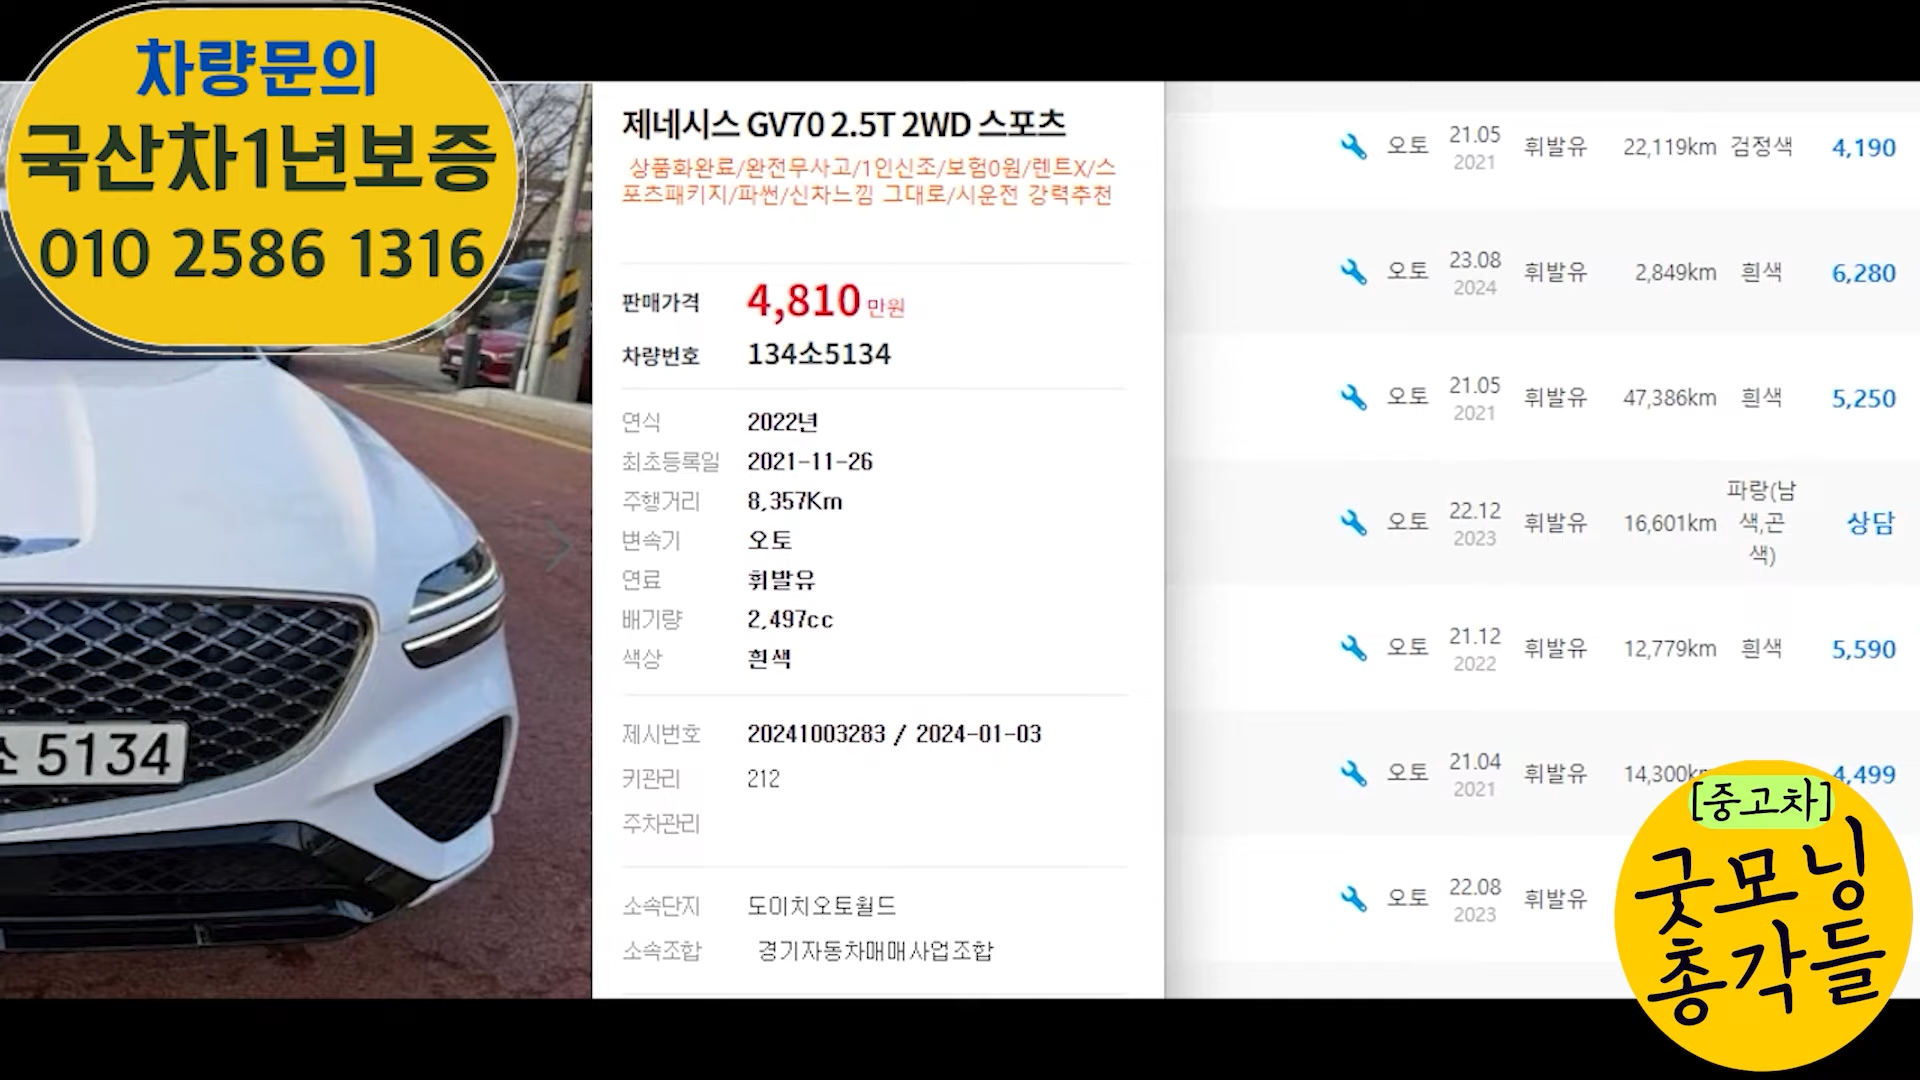 차량문의
국산차1년보증
010 2586 1316
소 5134
제네시스 GV70 2.5T 2WD 스포츠
상품화완료/완전무사고/1인신조/보험0원/렌트X/스
포츠패키지/파썬/신차느낌 그대로/시운전 강력추천
판매가격 4,810 만원
차량번호 134소5134
연식 2022년
최초등록일 2021-11-26
주행거리 8,357Km
변속기 오토
연료 휘발유
배기량 2,497cc
색상 흰색
제시번호 20241003283 / 2024-01-03
키관리 212
주차관리
소속단지 도이치오토월드
소속조합 경기자동차매매사업조합
오토 21.05 2021 휘발유 22,119km 검정색 4,190
오토 23.08 2024 휘발유 2,849km 흰색 6,280
오토 21.05 2021 휘발유 47,386km 흰색 5,250
오토 22.12 2023 휘발유 16,601km 파랑(남색,곤색) 상담
오토 21.12 2022 휘발유 12,779km 흰색 5,590
오토 21.04 2021 휘발유 14,300km 4,499
오토 22.08 2023 휘발유
[중고차]
굿모닝
총각들